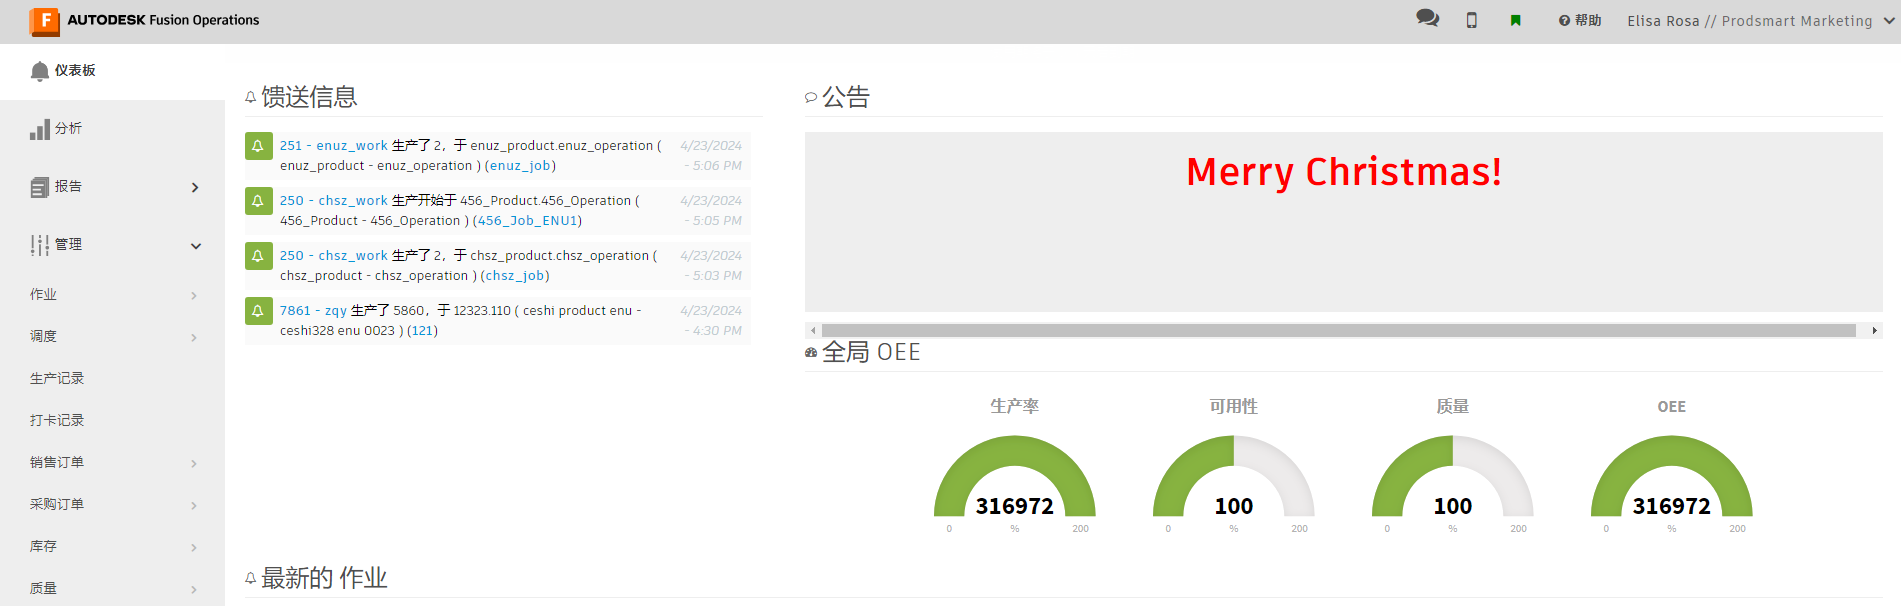 AUTODESK Fusion Operations
帮助
Elisa Rosa // Prodsmart Marketing
仪表板
分析
报告
管理
作业
调度
生产记录
打卡记录
销售订单
采购订单
库存
质量
馈送信息
251 - enuz_work 生产了 2，于 enuz_product.enuz_operation (
enuz_product - enuz_operation ) (enuz_job)
4/23/2024
- 5:06 PM
250 - chsz_work 生产开始于 456_Product.456_Operation (
456_Product - 456_Operation ) (456_Job_ENU1)
4/23/2024
- 5:05 PM
250 - chsz_work 生产了 2，于 chsz_product.chsz_operation (
chsz_product - chsz_operation ) (chsz_job)
4/23/2024
- 5:03 PM
7861 - zqy 生产了 5860，于 12323.110 ( ceshi product enu -
ceshi328 enu 0023 ) (121)
4/23/2024
- 4:30 PM
公告
Merry Christmas!
全局 OEE
生产率
316972
0 % 200
可用性
100
0 % 200
质量
100
0 % 200
OEE
316972
0 % 200
最新的 作业